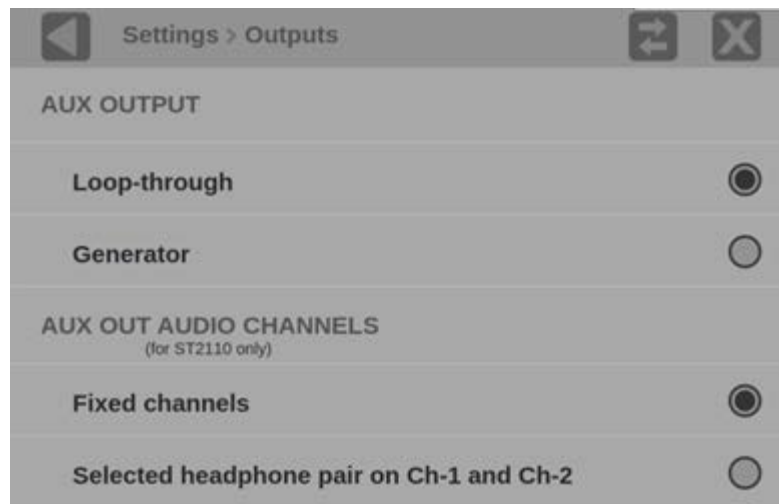 Settings > Outputs
AUX OUTPUT
Loop-through
Generator
AUX OUT AUDIO CHANNELS
(for ST2110 only)
Fixed channels
Selected headphone pair on Ch-1 and Ch-2